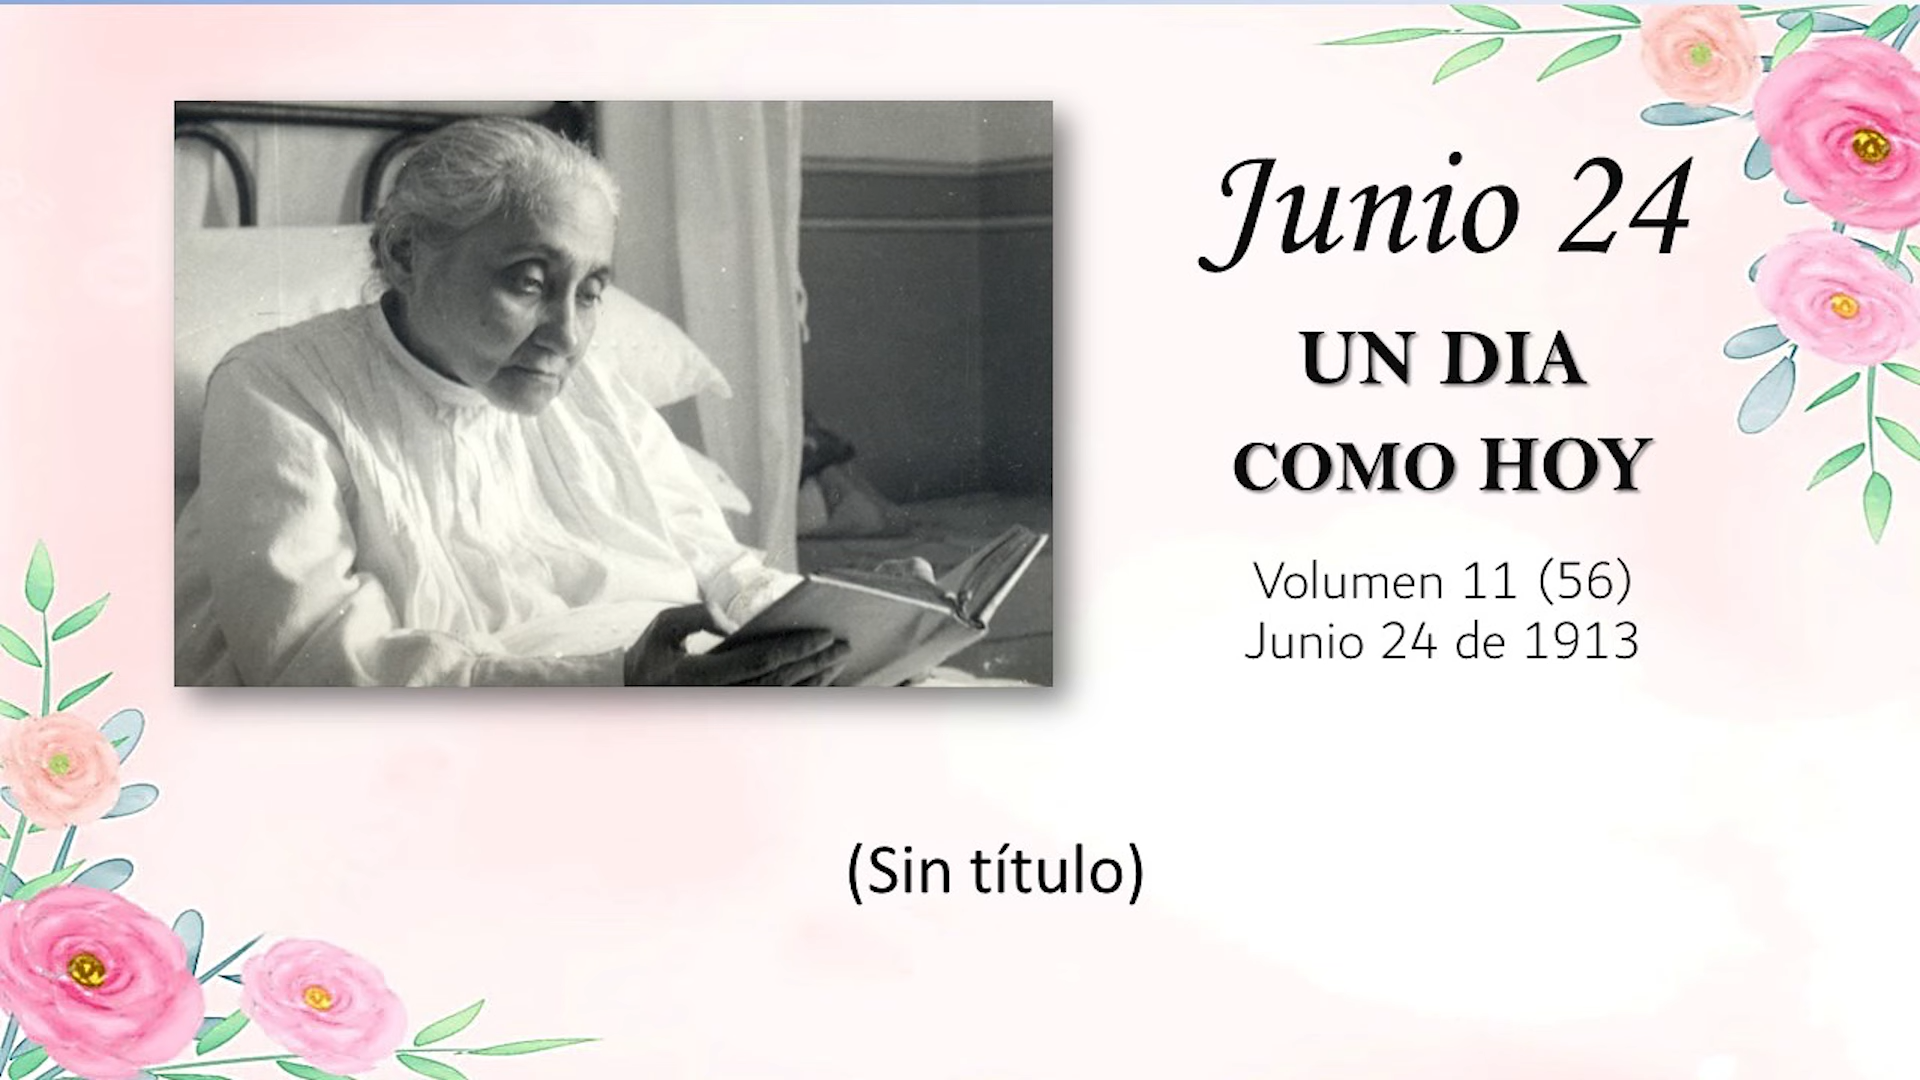 Junio 24
UN DIA
COMO HOY
Volumen 11 (56)
Junio 24 de 1913
(Sin título)